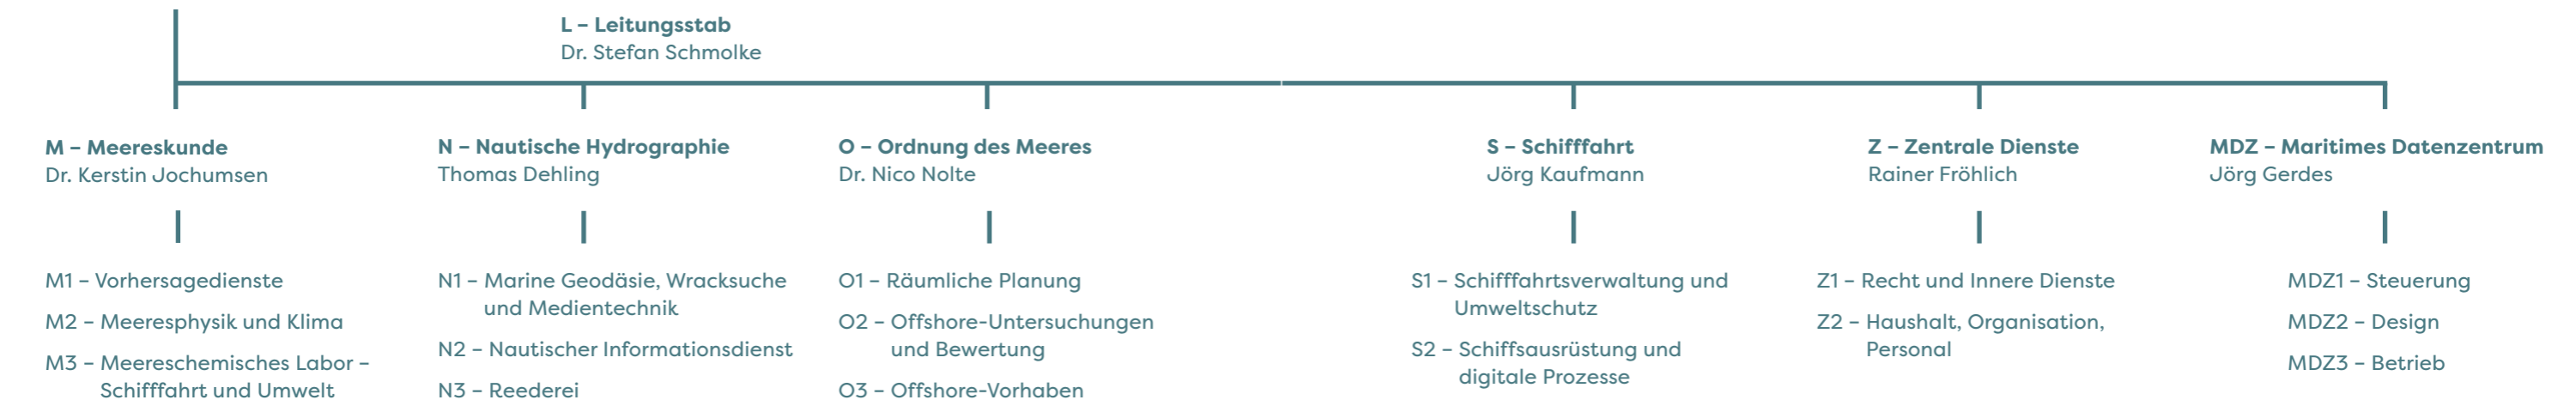 L – Leitungsstab
Dr. Stefan Schmolke
M – Meereskunde
Dr. Kerstin Jochumsen
M1 – Vorhersagedienste
M2 – Meeresphysik und Klima
M3 – Meereschemisches Labor –
Schifffahrt und Umwelt
N – Nautische Hydrographie
Thomas Dehling
N1 – Marine Geodäsie, Wracksuche
und Medientechnik
N2 – Nautischer Informationsdienst
N3 – Reederei
O – Ordnung des Meeres
Dr. Nico Nolte
O1 – Räumliche Planung
O2 – Offshore-Untersuchungen
und Bewertung
O3 – Offshore-Vorhaben
S – Schifffahrt
Jörg Kaufmann
S1 – Schifffahrtsverwaltung und
Umweltschutz
S2 – Schiffsausrüstung und
digitale Prozesse
Z – Zentrale Dienste
Rainer Fröhlich
Z1 – Recht und Innere Dienste
Z2 – Haushalt, Organisation,
Personal
MDZ – Maritimes Datenzentrum
Jörg Gerdes
MDZ1 – Steuerung
MDZ2 – Design
MDZ3 – Betrieb